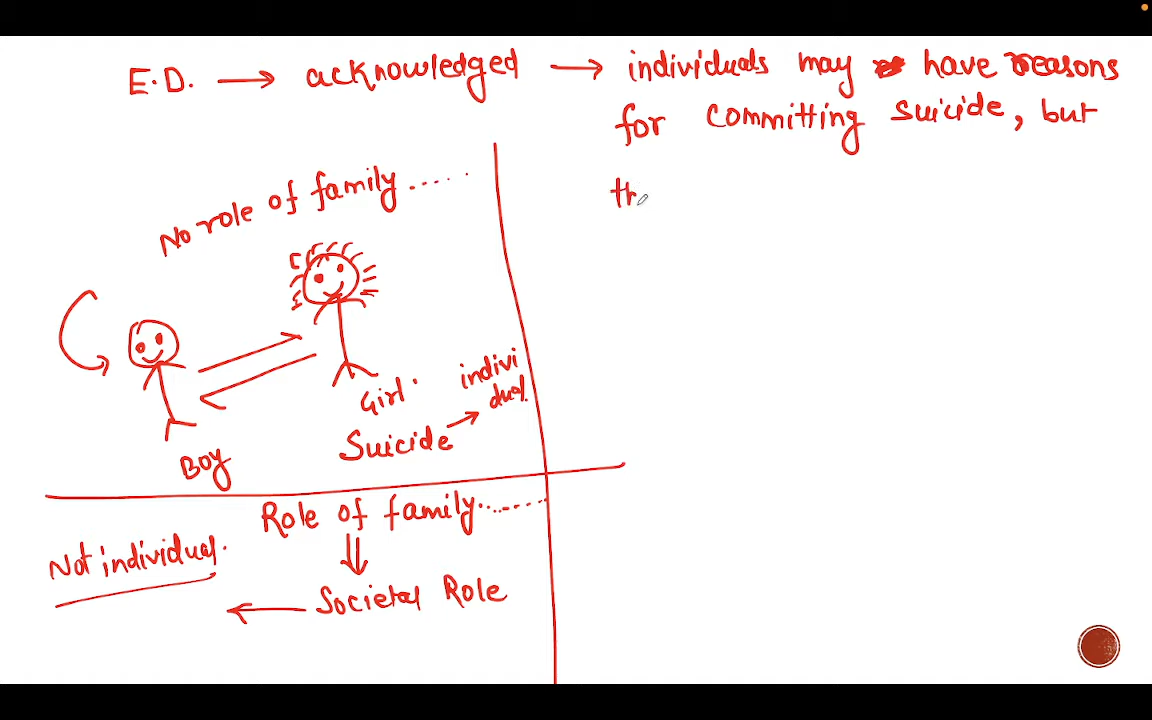 E.D. → acknowledged → individuals may have reasons
for committing suicide, but
th
No role of family ......
Girl.
indivi
dual.
Suicide →
Boy
Role of family ......
⇓
Not individual.
← Societal Role